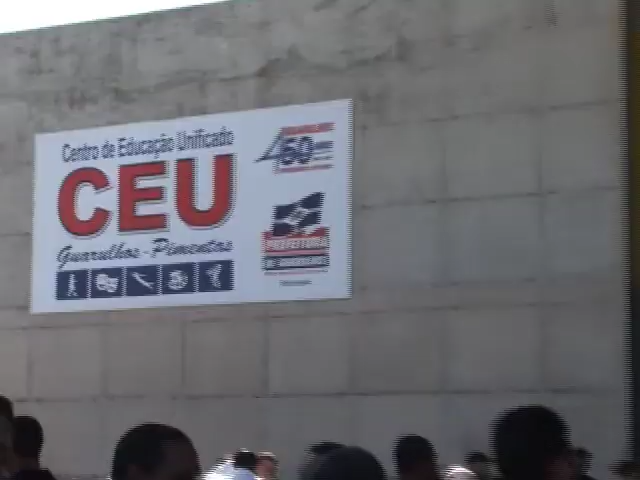 Centro de Educação Unificado
CEU
Guarulhos - Pimentas
450
PREFEITURA